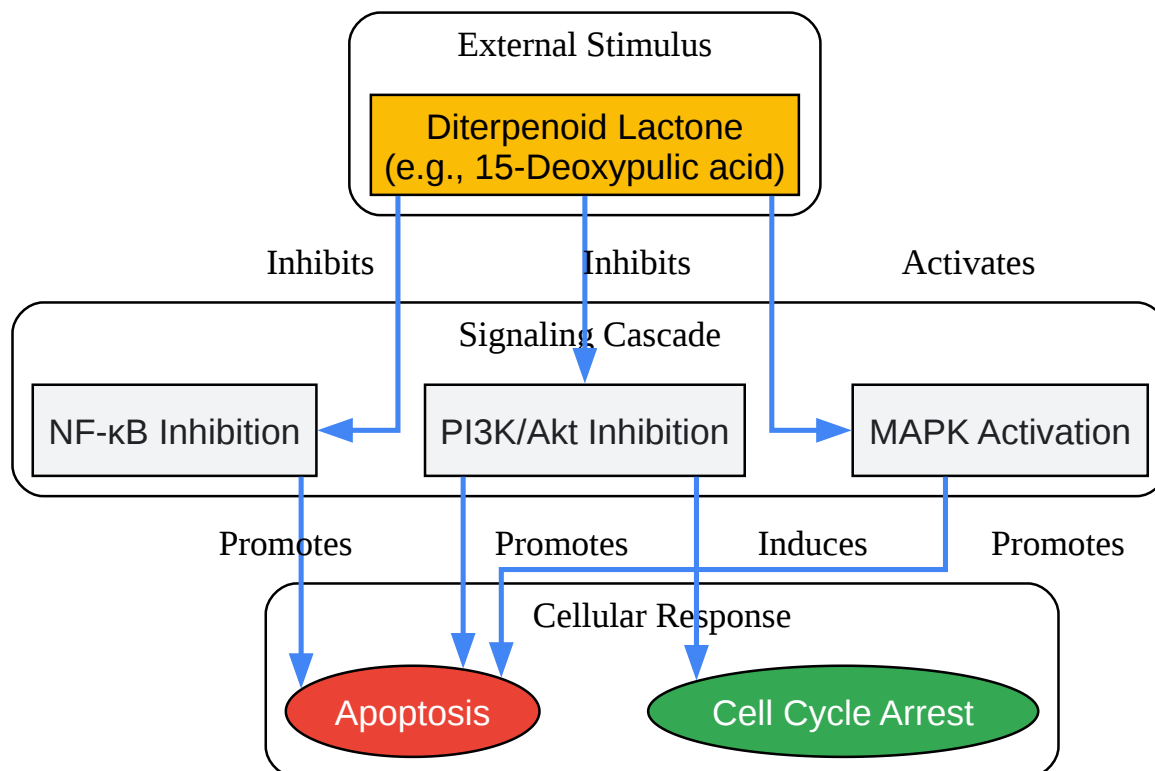 External Stimulus
Diterpenoid Lactone
(e.g., 15-Deoxypulic acid)
Inhibits
Inhibits
Activates
Signaling Cascade
NF-κB Inhibition
PI3K/Akt Inhibition
MAPK Activation
Promotes
Promotes
Induces
Promotes
Cellular Response
Apoptosis
Cell Cycle Arrest